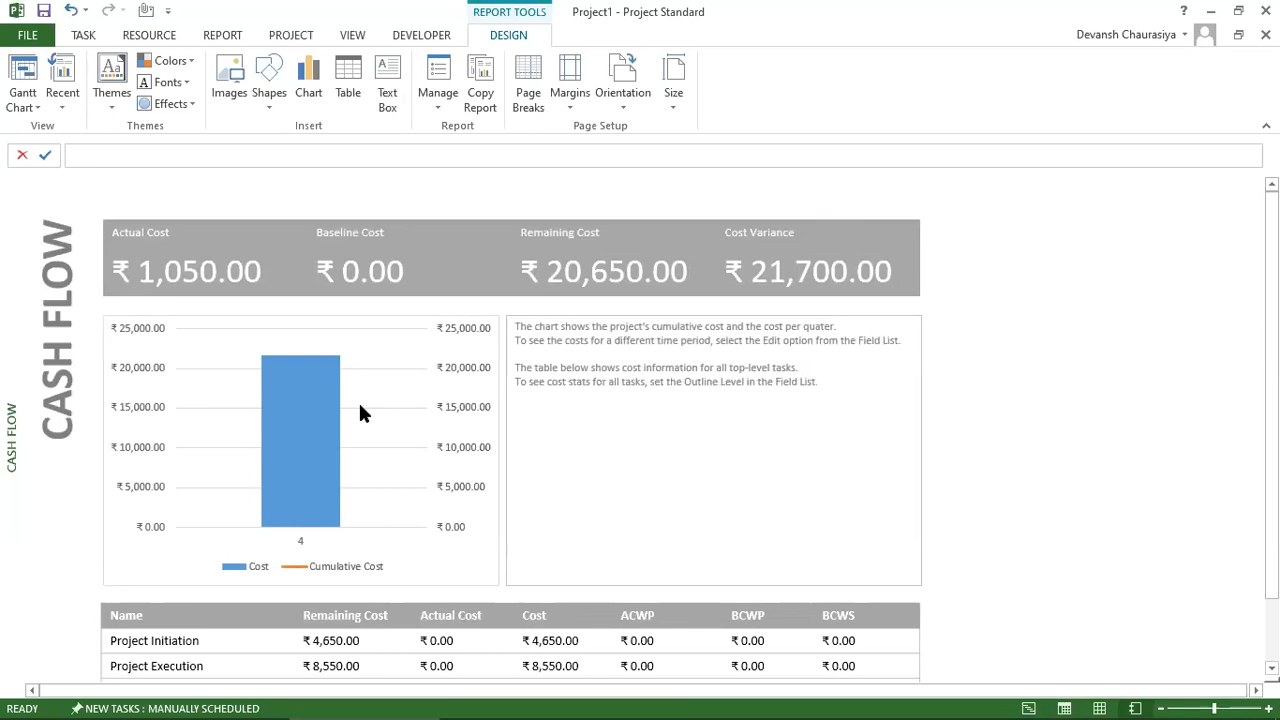 REPORT TOOLS
Project1 - Project Standard
?
FILE TASK RESOURCE REPORT PROJECT VIEW DEVELOPER DESIGN
Devansh Chaurasiya
Gantt Chart
Recent
View
Themes
Colors
Fonts
Effects
Themes
Images
Shapes
Chart
Table
Text Box
Insert
Manage
Copy Report
Report
Page Breaks
Margins
Orientation
Size
Page Setup
CASH FLOW
CASH FLOW
Actual Cost Baseline Cost Remaining Cost Cost Variance
₹ 1,050.00 ₹ 0.00 ₹ 20,650.00 ₹ 21,700.00
₹ 25,000.00 ₹ 25,000.00
₹ 20,000.00 ₹ 20,000.00
₹ 15,000.00 ₹ 15,000.00
₹ 10,000.00 ₹ 10,000.00
₹ 5,000.00 ₹ 5,000.00
₹ 0.00 ₹ 0.00
4
Cost Cumulative Cost
The chart shows the project's cumulative cost and the cost per quater.
To see the costs for a different time period, select the Edit option from the Field List.
The table below shows cost information for all top-level tasks.
To see cost stats for all tasks, set the Outline Level in the Field List.
Name Remaining Cost Actual Cost Cost ACWP BCWP BCWS
Project Initiation ₹ 4,650.00 ₹ 0.00 ₹ 4,650.00 ₹ 0.00 ₹ 0.00 ₹ 0.00
Project Execution ₹ 8,550.00 ₹ 0.00 ₹ 8,550.00 ₹ 0.00 ₹ 0.00 ₹ 0.00
READY NEW TASKS : MANUALLY SCHEDULED